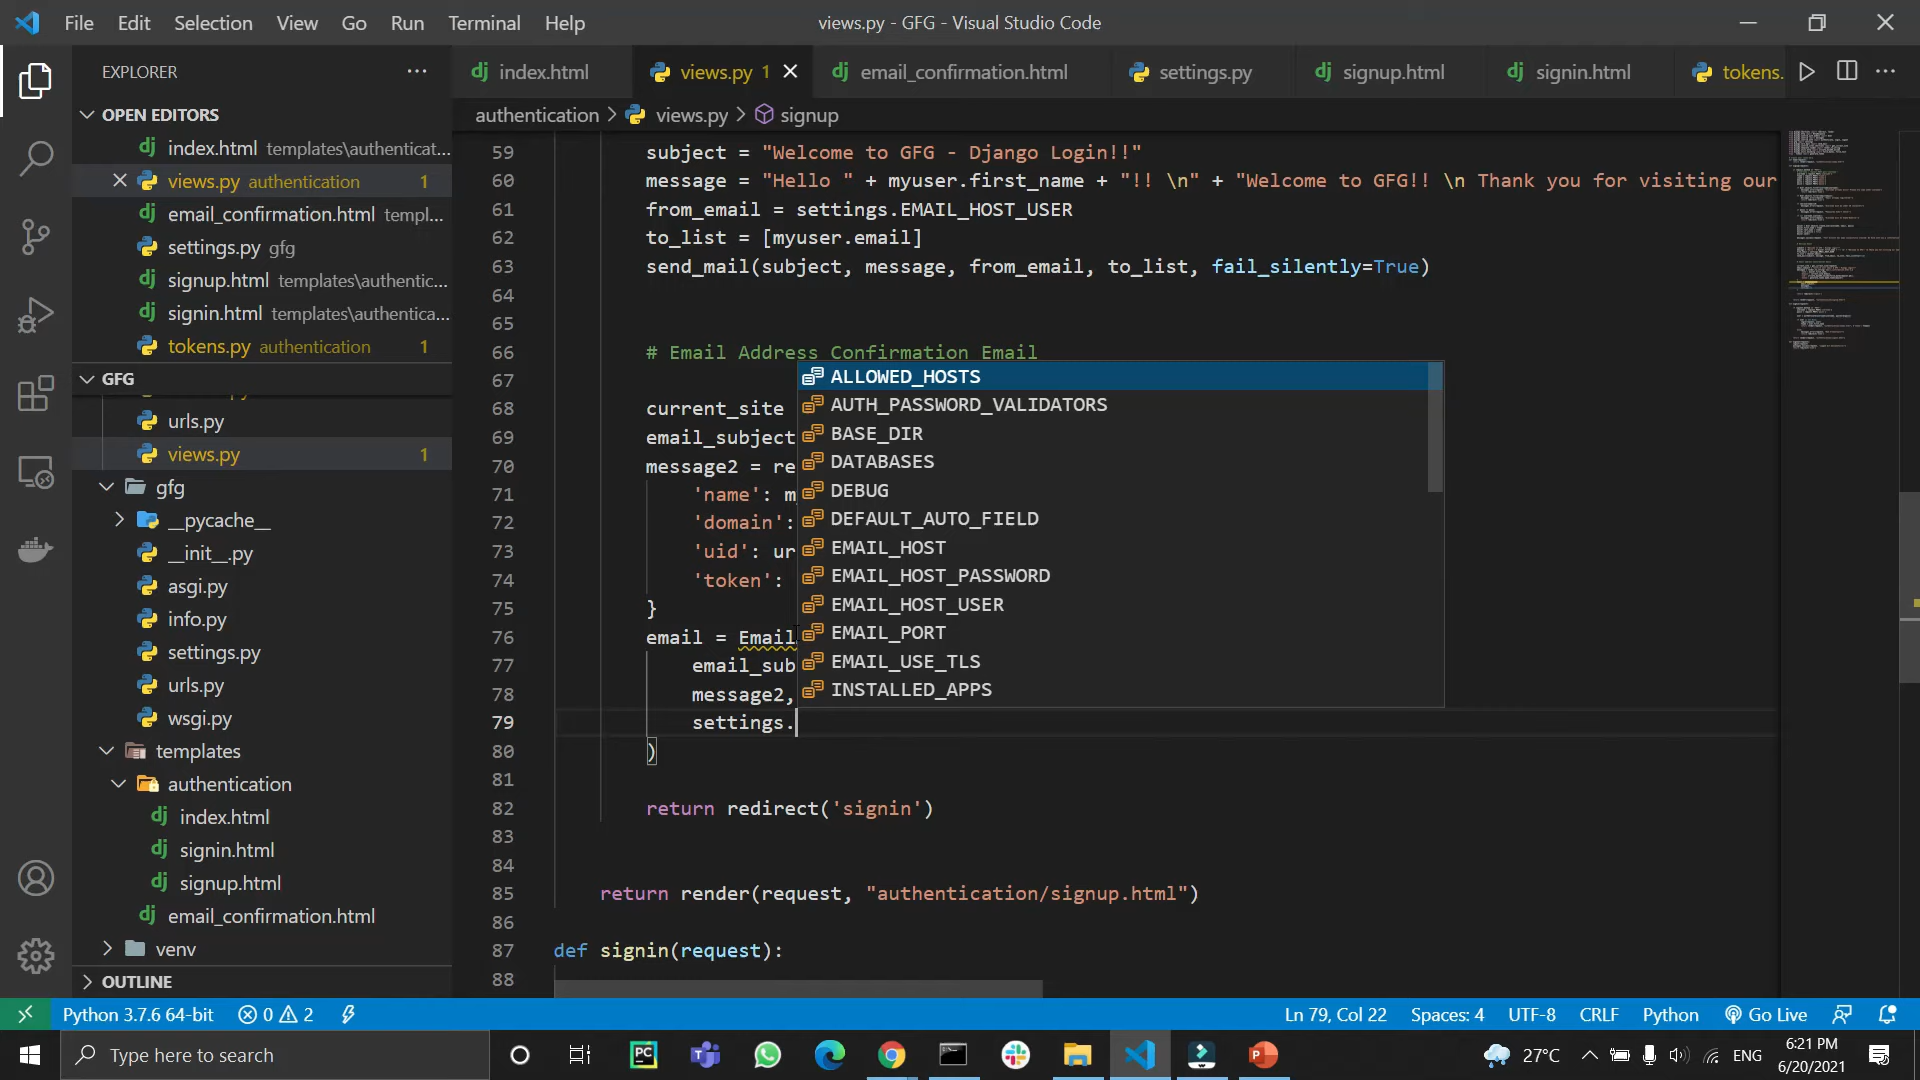 File Edit Selection View Go Run Terminal Help
views.py - GFG - Visual Studio Code
EXPLORER
OPEN EDITORS
index.html templates\authenticat...
views.py authentication 1
email_confirmation.html templ...
settings.py gfg
signup.html templates\authentic...
signin.html templates\authentica...
tokens.py authentication 1
GFG
urls.py
views.py 1
gfg
__pycache__
__init__.py
asgi.py
info.py
settings.py
urls.py
wsgi.py
templates
authentication
index.html
signin.html
signup.html
email_confirmation.html
venv
OUTLINE
index.html views.py 1 email_confirmation.html settings.py signup.html signin.html tokens.
authentication > views.py > signup
59 subject = "Welcome to GFG - Django Login!!"
60 message = "Hello " + myuser.first_name + "!! \n" + "Welcome to GFG!! \n Thank you for visiting our
61 from_email = settings.EMAIL_HOST_USER
62 to_list = [myuser.email]
63 send_mail(subject, message, from_email, to_list, fail_silently=True)
64
65
66 # Email Address Confirmation Email
67
68 current_site
69 email_subject
70 message2 = re
71 'name': m
72 'domain':
73 'uid': ur
74 'token':
75 }
76 email = Email
77 email_sub
78 message2,
79 settings.
80 )
81
82 return redirect('signin')
83
84
85 return render(request, "authentication/signup.html")
86
87 def signin(request):
88
ALLOWED_HOSTS
AUTH_PASSWORD_VALIDATORS
BASE_DIR
DATABASES
DEBUG
DEFAULT_AUTO_FIELD
EMAIL_HOST
EMAIL_HOST_PASSWORD
EMAIL_HOST_USER
EMAIL_PORT
EMAIL_USE_TLS
INSTALLED_APPS
Python 3.7.6 64-bit 0 2 Ln 79, Col 22 Spaces: 4 UTF-8 CRLF Python Go Live
Type here to search
27°C ENG
6:21 PM
6/20/2021